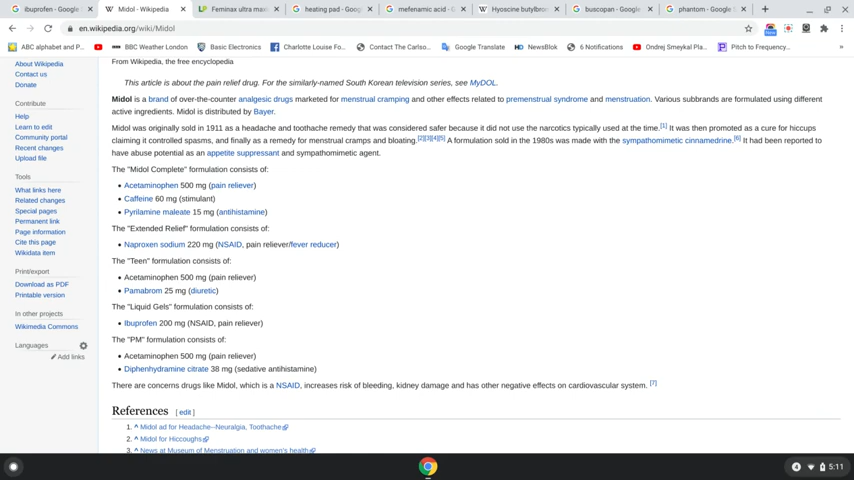 ibruprofen - Google
Midol - Wikipedia
Feminax ultra maxi
heating pad - Goog
mefenamic acid - G
Hyoscine butylbrom
buscopan - Google
phantom - Google S
en.wikipedia.org/wiki/Midol
ABC alphabet and p...
BBC World London
Basic Electronics
Charlotte Louise Fo...
Contact The Carlso...
Google Translate
NewsBlok
6 Notifications
Ondrej Smeykal Pla...
Pitch to Frequency...
»
About Wikipedia
Contact us
Donate
Contribute
Help
Learn to edit
Community portal
Recent changes
Upload file
Tools
What links here
Related changes
Special pages
Permanent link
Page information
Cite this page
Wikidata item
Print/export
Download as PDF
Printable version
In other projects
Wikimedia Commons
Languages
Add links
From Wikipedia, the free encyclopedia
This article is about the pain relief drug. For the similarly-named South Korean television series, see MyDOL.
Midol is a brand of over-the-counter analgesic drugs marketed for menstrual cramping and other effects related to premenstrual syndrome and menstruation. Various subbrands are formulated using different
active ingredients. Midol is distributed by Bayer.
Midol was originally sold in 1911 as a headache and toothache remedy that was considered safer because it did not use the narcotics typically used at the time.[1] It was then promoted as a cure for hiccups
claiming it controlled spasms, and finally as a remedy for menstrual cramps and bloating.[2][3][4][5] A formulation sold in the 1980s was made with the sympathomimetic cinnamedrine.[6] It had been reported to
have abuse potential as an appetite suppressant and sympathomimetic agent.
The "Midol Complete" formulation consists of:
• Acetaminophen 500 mg (pain reliever)
• Caffeine 60 mg (stimulant)
• Pyrilamine maleate 15 mg (antihistamine)
The "Extended Relief" formulation consists of:
• Naproxen sodium 220 mg (NSAID, pain reliever/fever reducer)
The "Teen" formulation consists of:
• Acetaminophen 500 mg (pain reliever)
• Pamabrom 25 mg (diuretic)
The "Liquid Gels" formulation consists of:
• Ibuprofen 200 mg (NSAID, pain reliever)
The "PM" formulation consists of:
• Acetaminophen 500 mg (pain reliever)
• Diphenhydramine citrate 38 mg (sedative antihistamine)
There are concerns drugs like Midol, which is a NSAID, increases risk of bleeding, kidney damage and has other negative effects on cardiovascular system. [7]
References [ edit ]
1. ^ Midol ad for Headache--Neuralgia, Toothache
2. ^ Midol for Hiccoughs
3. ^ News at Museum of Menstruation and women's health
4
5:11